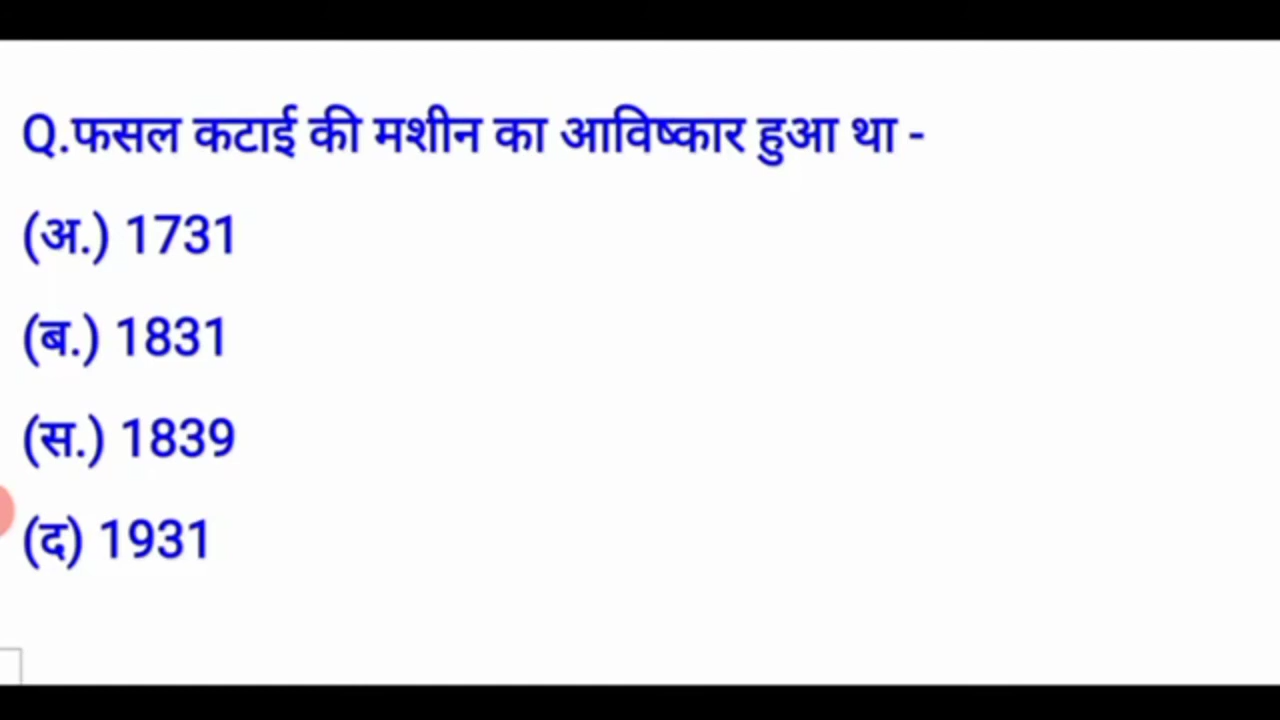 Q.फसल कटाई की मशीन का आविष्कार हुआ था -
(अ.) 1731
(ब.) 1831
(स.) 1839
(द) 1931